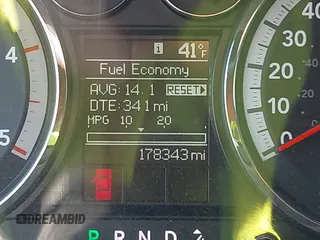 i 41°F
Fuel Economy
AVG: 14.1 RESET
DTE: 341 mi
MPG 10 20
178343 mi
P R N D
4
5
40
30
20
10
0
DREAMBID